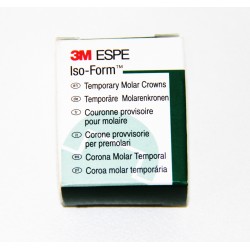 3M ESPE
Iso-Form™
Temporary Molar Crowns
Temporäre Molarenkronen
Couronne provisoire
pour molaire
Corone provvisorie
per premolari
Corona Molar Temporal
Coroa molar temporária